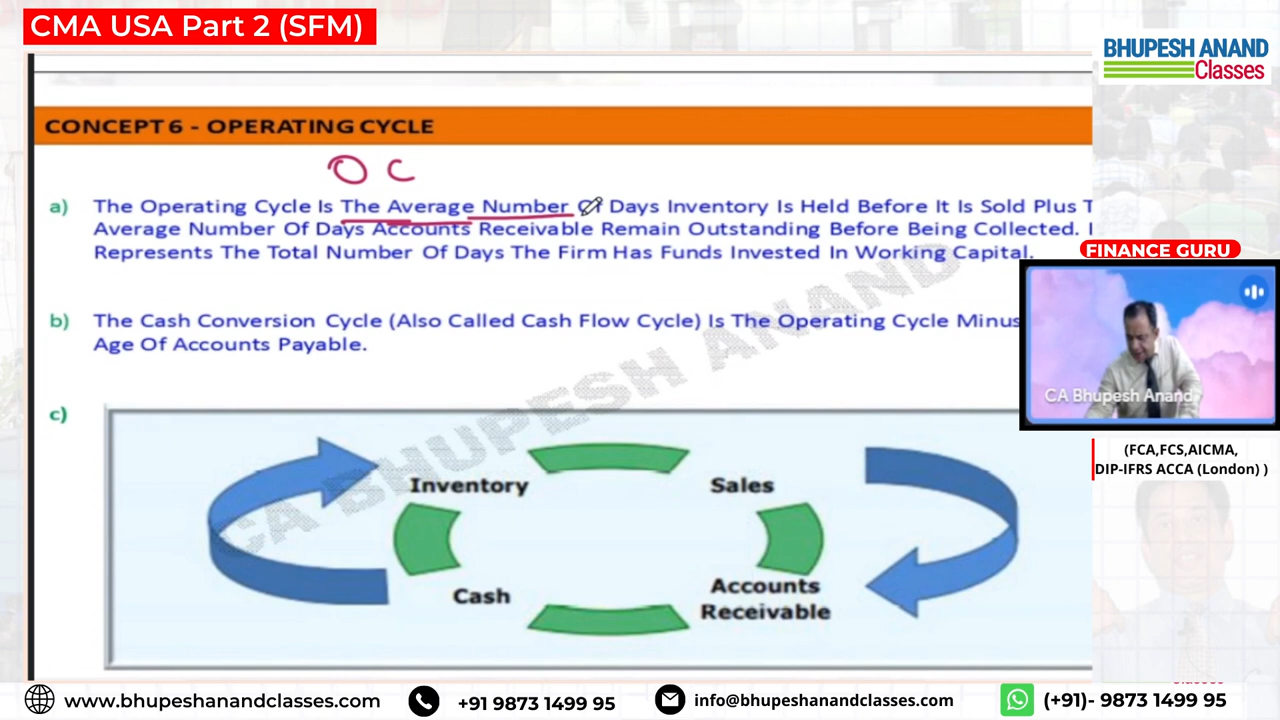 CMA USA Part 2 (SFM)
BHUPESH ANAND
Classes
CONCEPT 6 - OPERATING CYCLE
O C
a) The Operating Cycle Is The Average Number Days Inventory Is Held Before It Is Sold Plus
Average Number Of Days Accounts Receivable Remain Outstanding Before Being Collected.
Represents The Total Number Of Days The Firm Has Funds Invested In Working Capital.
FINANCE GURU
b) The Cash Conversion Cycle (Also Called Cash Flow Cycle) Is The Operating Cycle Minus
Age Of Accounts Payable.
CA Bhupesh Anand
c)
CA BHUPESH ANAND
(FCA,FCS,AICMA,
DIP-IFRS ACCA (London) )
Inventory
Sales
Cash
Accounts
Receivable
www.bhupeshanandclasses.com
+91 9873 1499 95
info@bhupeshanandclasses.com
(+91)- 9873 1499 95